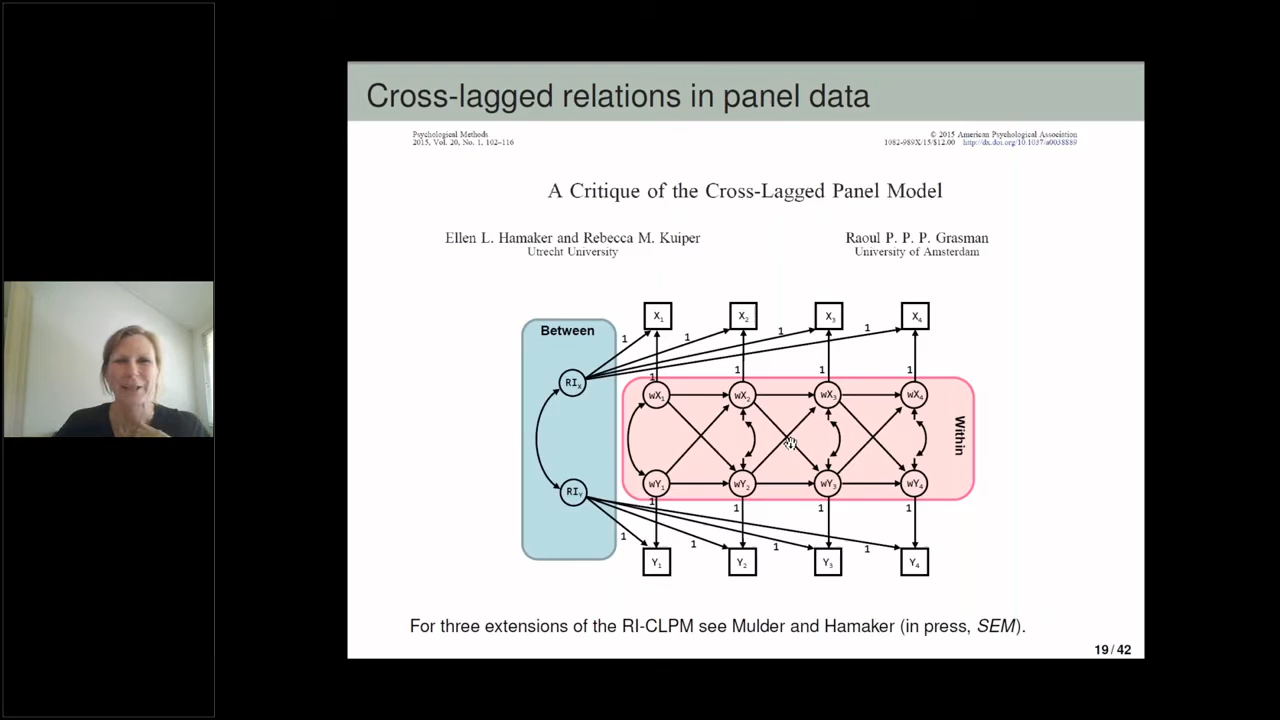 Cross-lagged relations in panel data
Psychological Methods
2015, Vol. 20, No. 1, 102–116
© 2015 American Psychological Association
1082-989X/15/$12.00 http://dx.doi.org/10.1037/a0038889
A Critique of the Cross-Lagged Panel Model
Ellen L. Hamaker and Rebecca M. Kuiper
Utrecht University
Raoul P. P. P. Grasman
University of Amsterdam
Between
X1 X2 X3 X4
1 1 1 1
RIX
1 1 1 1
wX1 wX2 wX3 wX4
Within
wY1 wY2 wY3 wY4
RIY
1 1 1 1
1 1 1 1
Y1 Y2 Y3 Y4
For three extensions of the RI-CLPM see Mulder and Hamaker (in press, SEM).
19 / 42